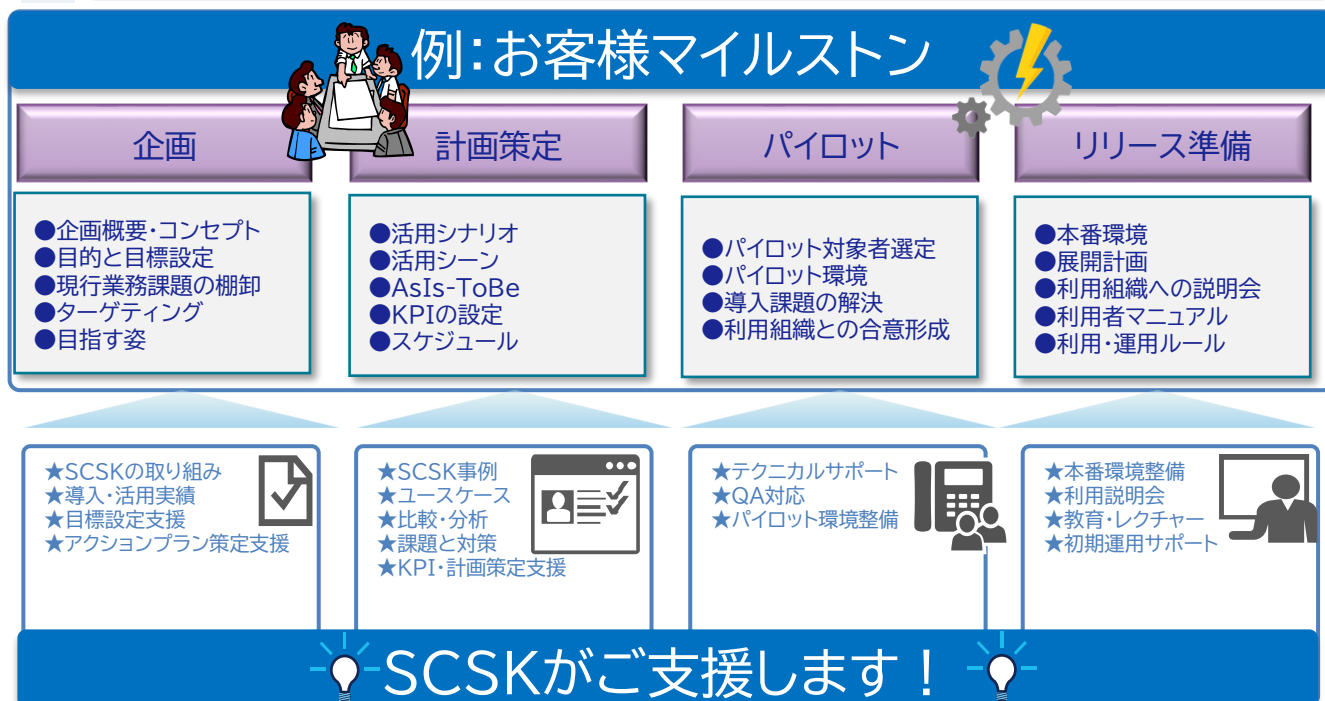 例:お客様マイルストン
企画
計画策定
パイロット
リリース準備
●企画概要・コンセプト
●目的と目標設定
●現行業務課題の棚卸
●ターゲティング
●目指す姿
●活用シナリオ
●活用シーン
●AsIs-ToBe
●KPIの設定
●スケジュール
●パイロット対象者選定
●パイロット環境
●導入課題の解決
●利用組織との合意形成
●本番環境
●展開計画
●利用組織への説明会
●利用者マニュアル
●利用・運用ルール
★SCSKの取り組み
★導入・活用実績
★目標設定支援
★アクションプラン策定支援
★SCSK事例
★ユースケース
★比較・分析
★課題と対策
★KPI・計画策定支援
★テクニカルサポート
★QA対応
★パイロット環境整備
★本番環境整備
★利用説明会
★教育・レクチャー
★初期運用サポート
SCSKがご支援します！